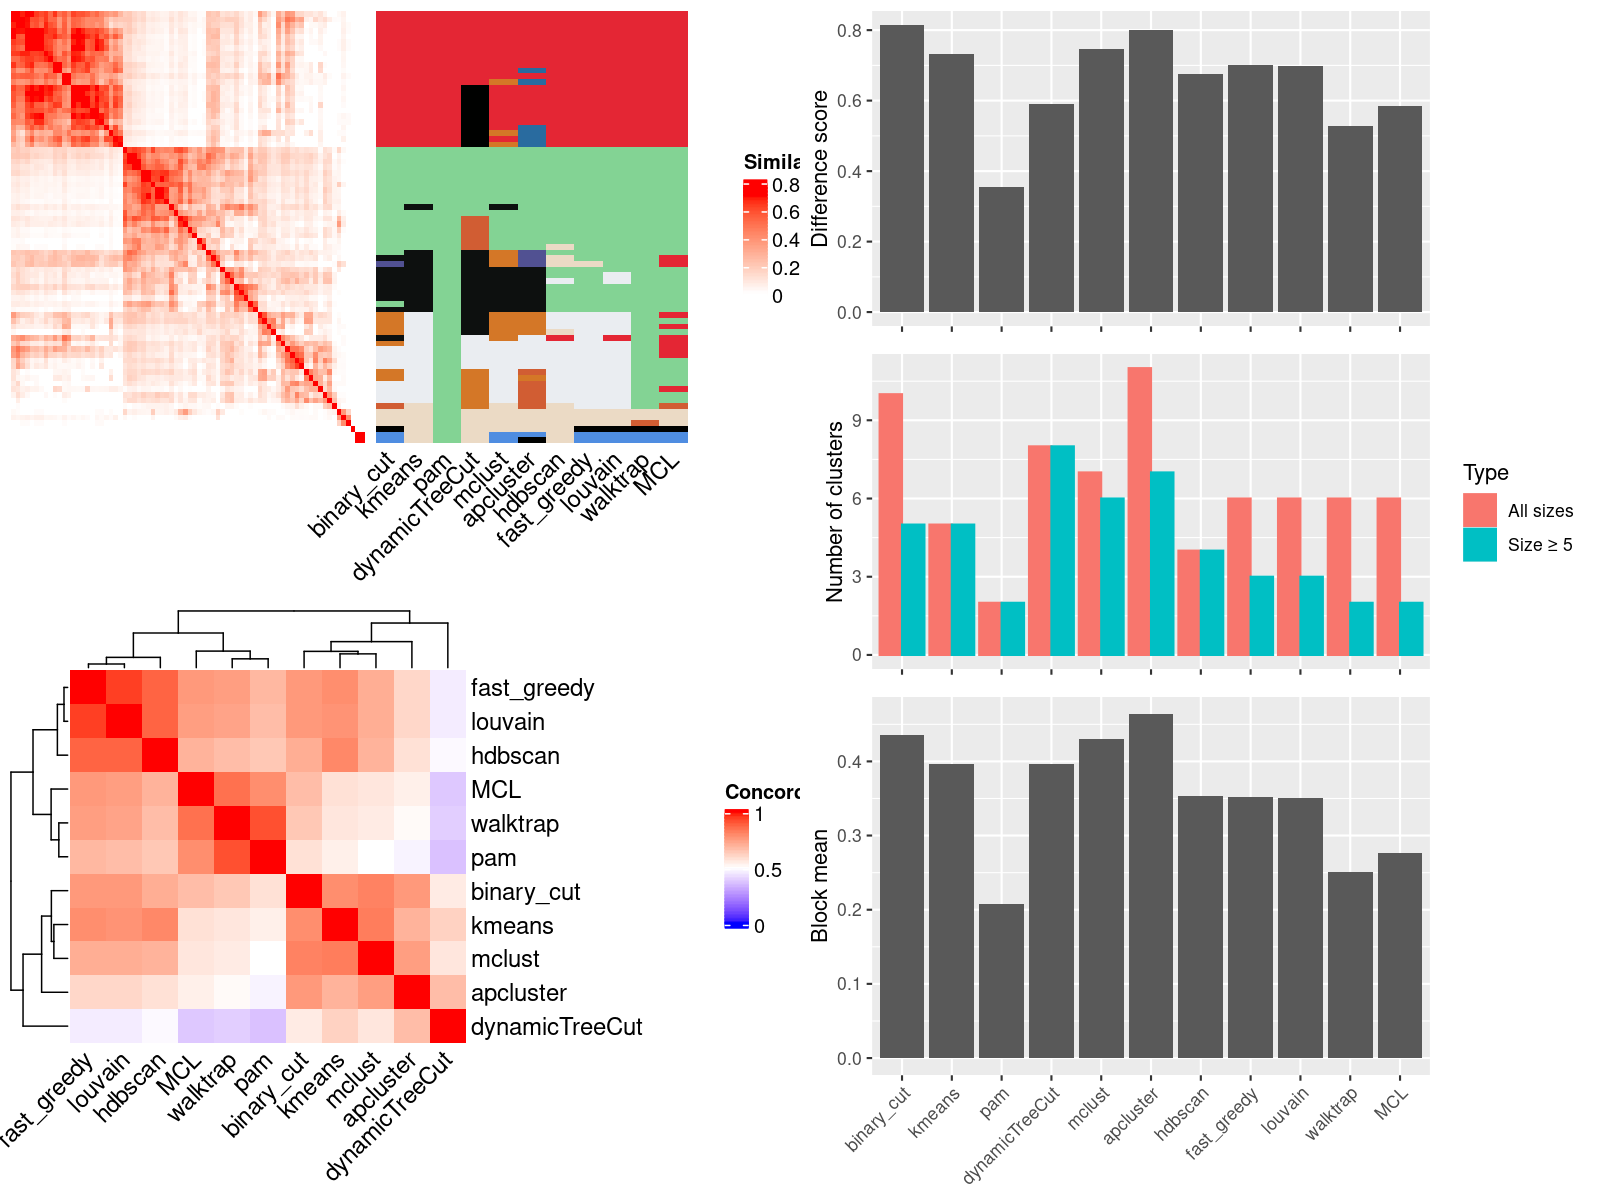 Simila
0.8
0.6
0.4
0.2
0
binary_cut
kmeans
pam
dynamicTreeCut
mclust
apcluster
hdbscan
fast_greedy
louvain
walktrap
MCL
fast_greedy
louvain
hdbscan
MCL
walktrap
pam
binary_cut
kmeans
mclust
apcluster
dynamicTreeCut
fast_greedy
louvain
hdbscan
MCL
walktrap
pam
binary_cut
kmeans
mclust
apcluster
dynamicTreeCut
Concord
1
0.5
0
Difference score
0.8
0.6
0.4
0.2
0.0
Number of clusters
9
6
3
0
Type
All sizes
Size ≥ 5
Block mean
0.4
0.3
0.2
0.1
0.0
binary_cut
kmeans
pam
dynamicTreeCut
mclust
apcluster
hdbscan
fast_greedy
louvain
walktrap
MCL